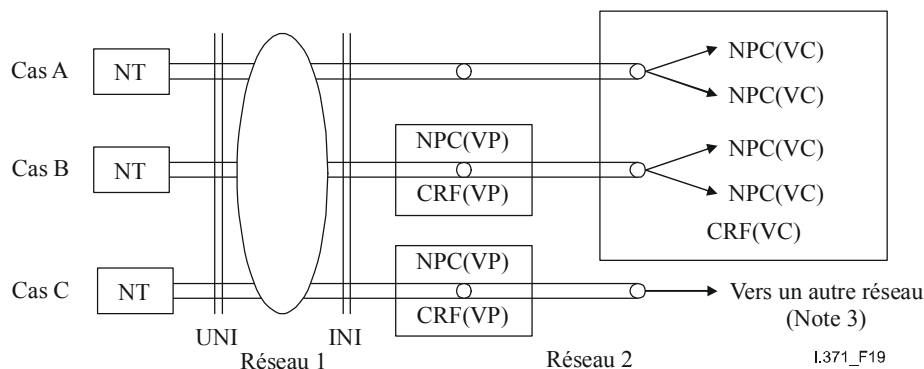 Cas A
NT
NPC(VC)
NPC(VC)
Cas B
NT
NPC(VP)
CRF(VP)
NPC(VC)
NPC(VC)
CRF(VC)
Cas C
NT
NPC(VP)
CRF(VP)
Vers un autre réseau
(Note 3)
UNI
INI
Réseau 1
Réseau 2
I.371_F19